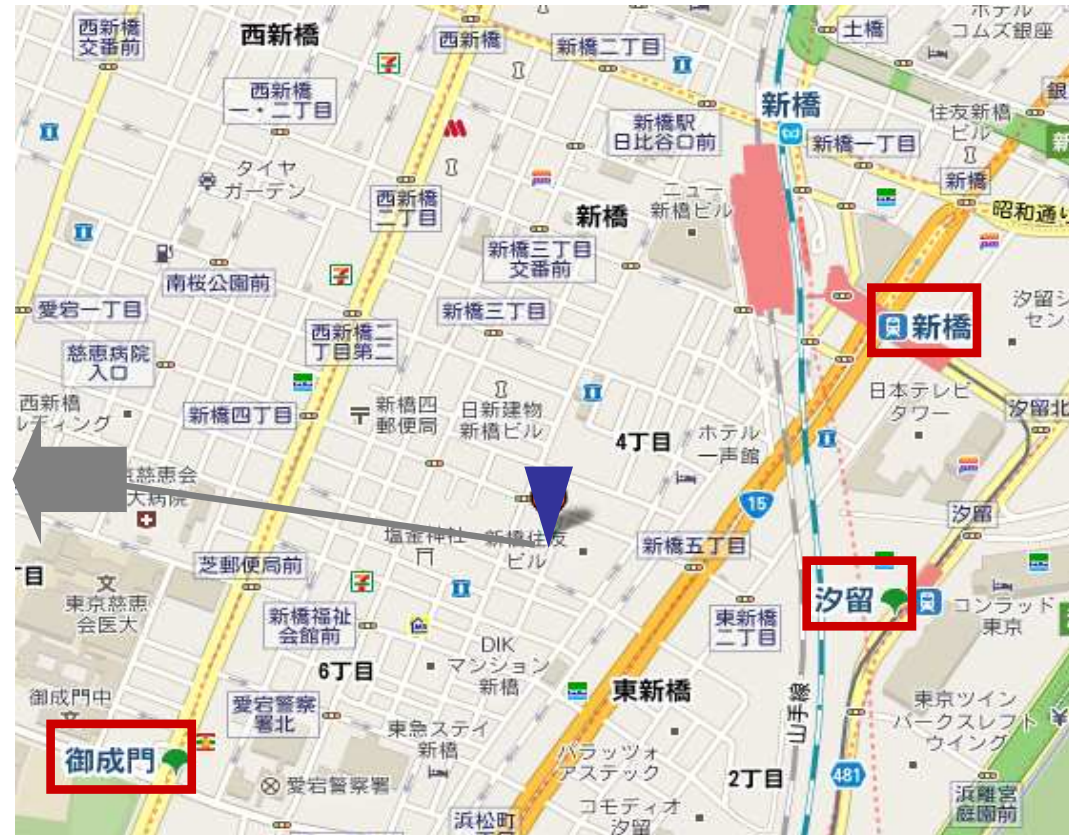 西新橋
交番前
西新橋
西新橋
新橋二丁目
土橋
ホテル
コムズ銀座
西新橋
一・二丁目
新橋
新橋駅
日比谷口前
新橋一丁目
住友新橋
ビル
銀
新
タイヤ
ガーデン
西新橋
二丁目
新橋
ニュー
新橋ビル
新橋
昭和通り
南桜公園前
新橋三丁目
交番前
愛宕一丁目
新橋三丁目
新橋
汐留シ
セン
慈恵病院
入口
西新橋二
丁目第二
西新橋
ルディング
新橋四丁目
新橋四
郵便局
日新建物
新橋ビル
4丁目
ホテル
一声館
日本テレビ
タワー
汐留北
恵会
大病院
15
汐留
塩釜神社
新橋住友
ビル
新橋五丁目
丁目
文
東京慈恵
会医大
芝郵便局前
新橋福祉
会館前
汐留
コンラッド
東京
東新橋
二丁目
DIK
マンション
新橋
6丁目
東新橋
御成門中
文
愛宕警察
署北
東急ステイ
新橋
山手線
東京ツイン
パークスレフト
ウイング
御成門
愛宕警察署
パラッツォ
アステック
2丁目
481
浜松町
コモディオ
汐留
浜離宮
庭園前